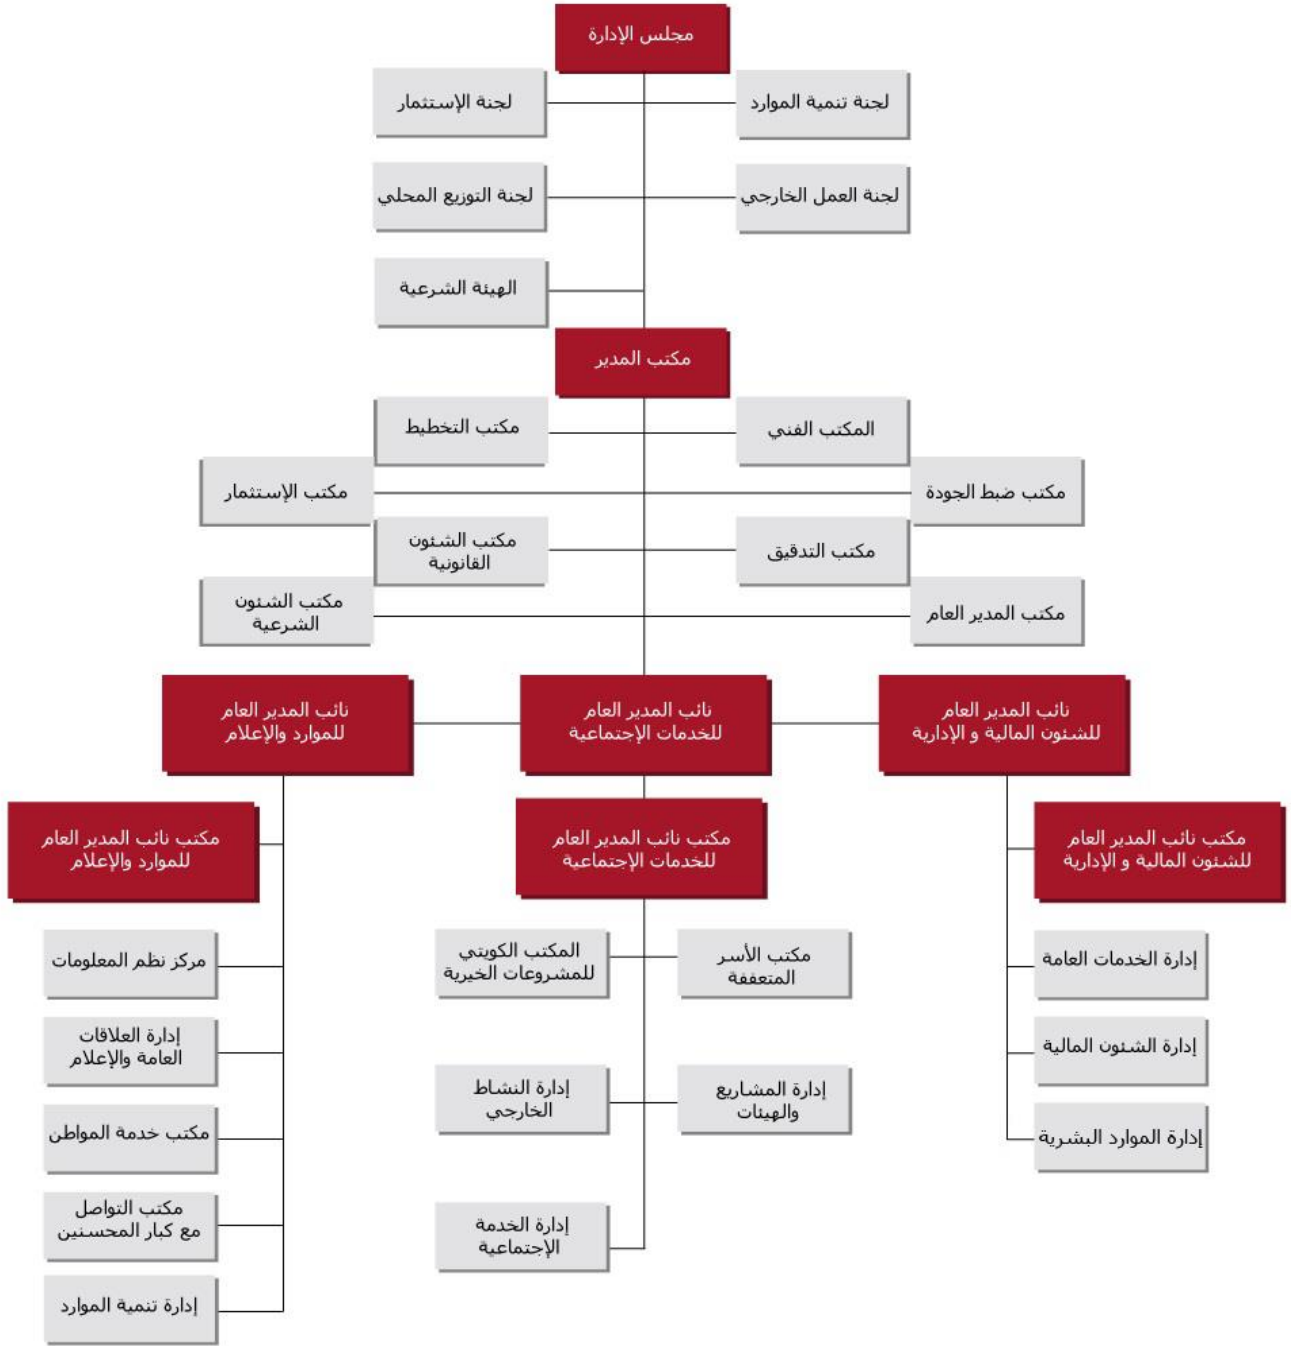 مجلس الإدارة
لجنة تنمية الموارد
لجنة الإستثمار
لجنة العمل الخارجي
لجنة التوزيع المحلي
الهيئة الشرعية
مكتب المدير
المكتب الفني
مكتب التخطيط
مكتب ضبط الجودة
مكتب الإستثمار
مكتب التدقيق
مكتب الشئون
القانونية
مكتب المدير العام
مكتب الشئون
الشرعية
نائب المدير العام
للشئون المالية و الإدارية
نائب المدير العام
للخدمات الإجتماعية
نائب المدير العام
للموارد والإعلام
مكتب نائب المدير العام
للشئون المالية و الإدارية
مكتب نائب المدير العام
للخدمات الإجتماعية
مكتب نائب المدير العام
للموارد والإعلام
إدارة الخدمات العامة
إدارة الشئون المالية
إدارة الموارد البشرية
مكتب الأسر
المتعففة
المكتب الكويتي
للمشروعات الخيرية
إدارة المشاريع
والهيئات
إدارة النشاط
الخارجي
إدارة الخدمة
الإجتماعية
مركز نظم المعلومات
إدارة العلاقات
العامة والإعلام
مكتب خدمة المواطن
مكتب التواصل
مع كبار المحسنين
إدارة تنمية الموارد